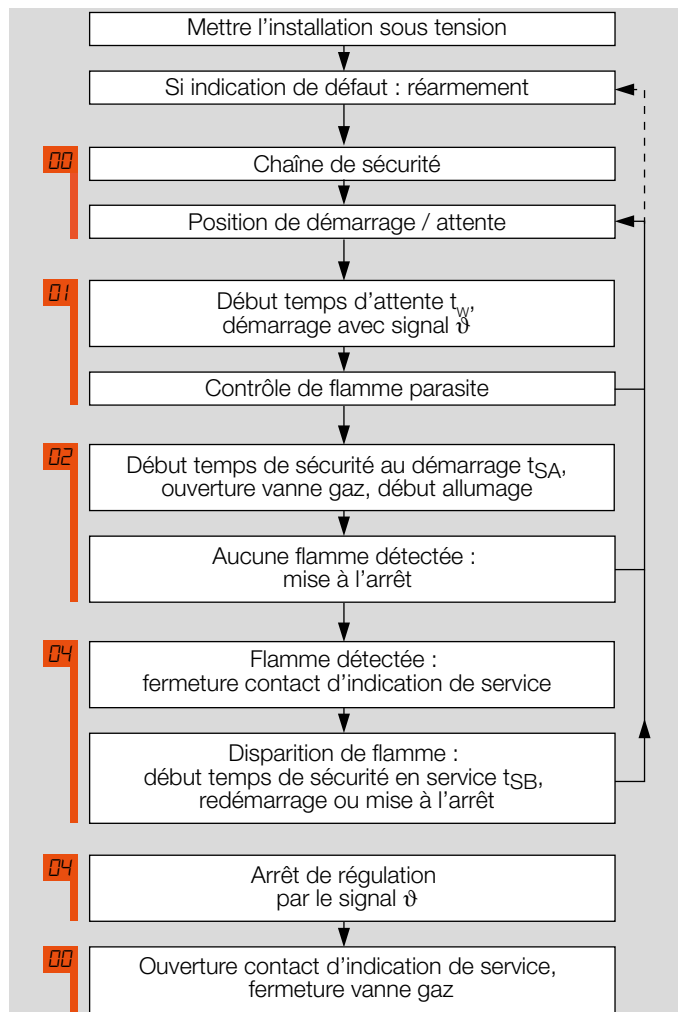 Mettre l'installation sous tension
Si indication de défaut : réarmement
00
Chaîne de sécurité
Position de démarrage / attente
01
Début temps d'attente tW,
démarrage avec signal ϑ
Contrôle de flamme parasite
02
Début temps de sécurité au démarrage tSA,
ouverture vanne gaz, début allumage
Aucune flamme détectée :
mise à l'arrêt
04
Flamme détectée :
fermeture contact d'indication de service
Disparition de flamme :
début temps de sécurité en service tSB,
redémarrage ou mise à l'arrêt
04
Arrêt de régulation
par le signal ϑ
00
Ouverture contact d'indication de service,
fermeture vanne gaz